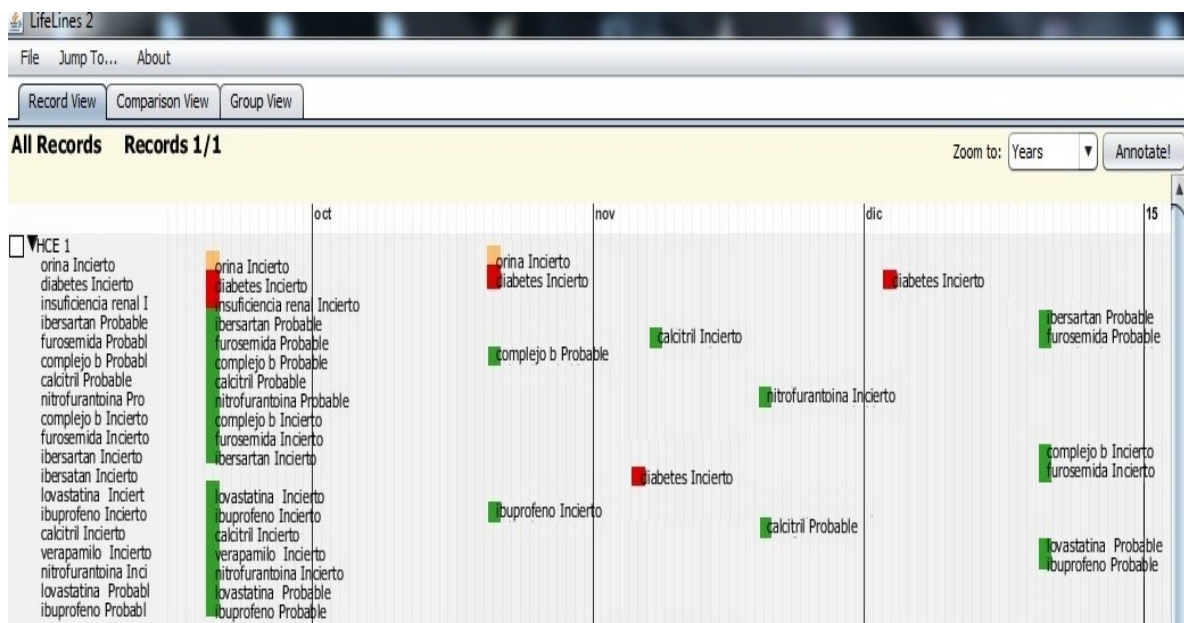 LifeLines 2
File Jump To... About
Record View Comparison View Group View
All Records Records 1/1 Zoom to: Years Annotate!
oct nov dic 15
HCE 1
orina Incierto
diabetes Incierto
insuficiencia renal I
ibersartan Probable
furosemida Probabl
complejo b Probabl
calcitril Probable
nitrofurantoina Pro
complejo b Incierto
furosemida Incierto
ibersartan Incierto
ibersatan Incierto
lovastatina Inciert
ibuprofeno Incierto
calcitril Incierto
verapamilo Incierto
nitrofurantoina Inci
lovastatina Probabl
ibuprofeno Probabl
orina Incierto
diabetes Incierto
insuficiencia renal Incierto
ibersartan Probable
furosemida Probable
complejo b Probable
calcitril Probable
nitrofurantoina Probable
complejo b Incierto
furosemida Incierto
ibersartan Incierto
lovastatina Incierto
ibuprofeno Incierto
calcitril Incierto
verapamilo Incierto
nitrofurantoina Incierto
lovastatina Probable
ibuprofeno Probable
orina Incierto
diabetes Incierto
complejo b Probable
ibuprofeno Incierto
calcitril Incierto
diabetes Incierto
nitrofurantoina Incierto
calcitril Probable
diabetes Incierto
ibersartan Probable
furosemida Probable
complejo b Incierto
furosemida Incierto
lovastatina Probable
ibuprofeno Probable